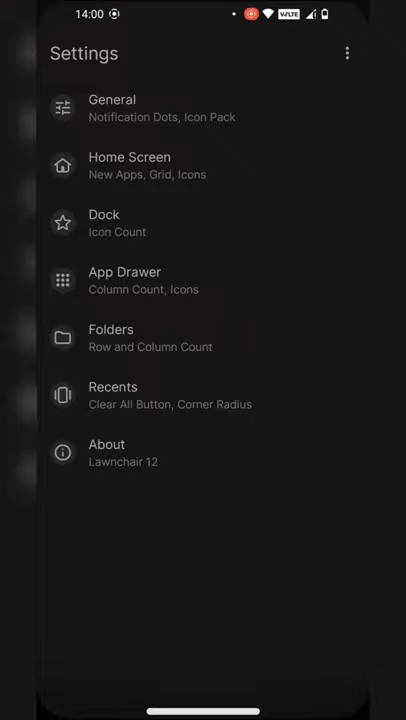 14:00
VoLTE
Settings
General
Notification Dots, Icon Pack
Home Screen
New Apps, Grid, Icons
Dock
Icon Count
App Drawer
Column Count, Icons
Folders
Row and Column Count
Recents
Clear All Button, Corner Radius
About
Lawnchair 12